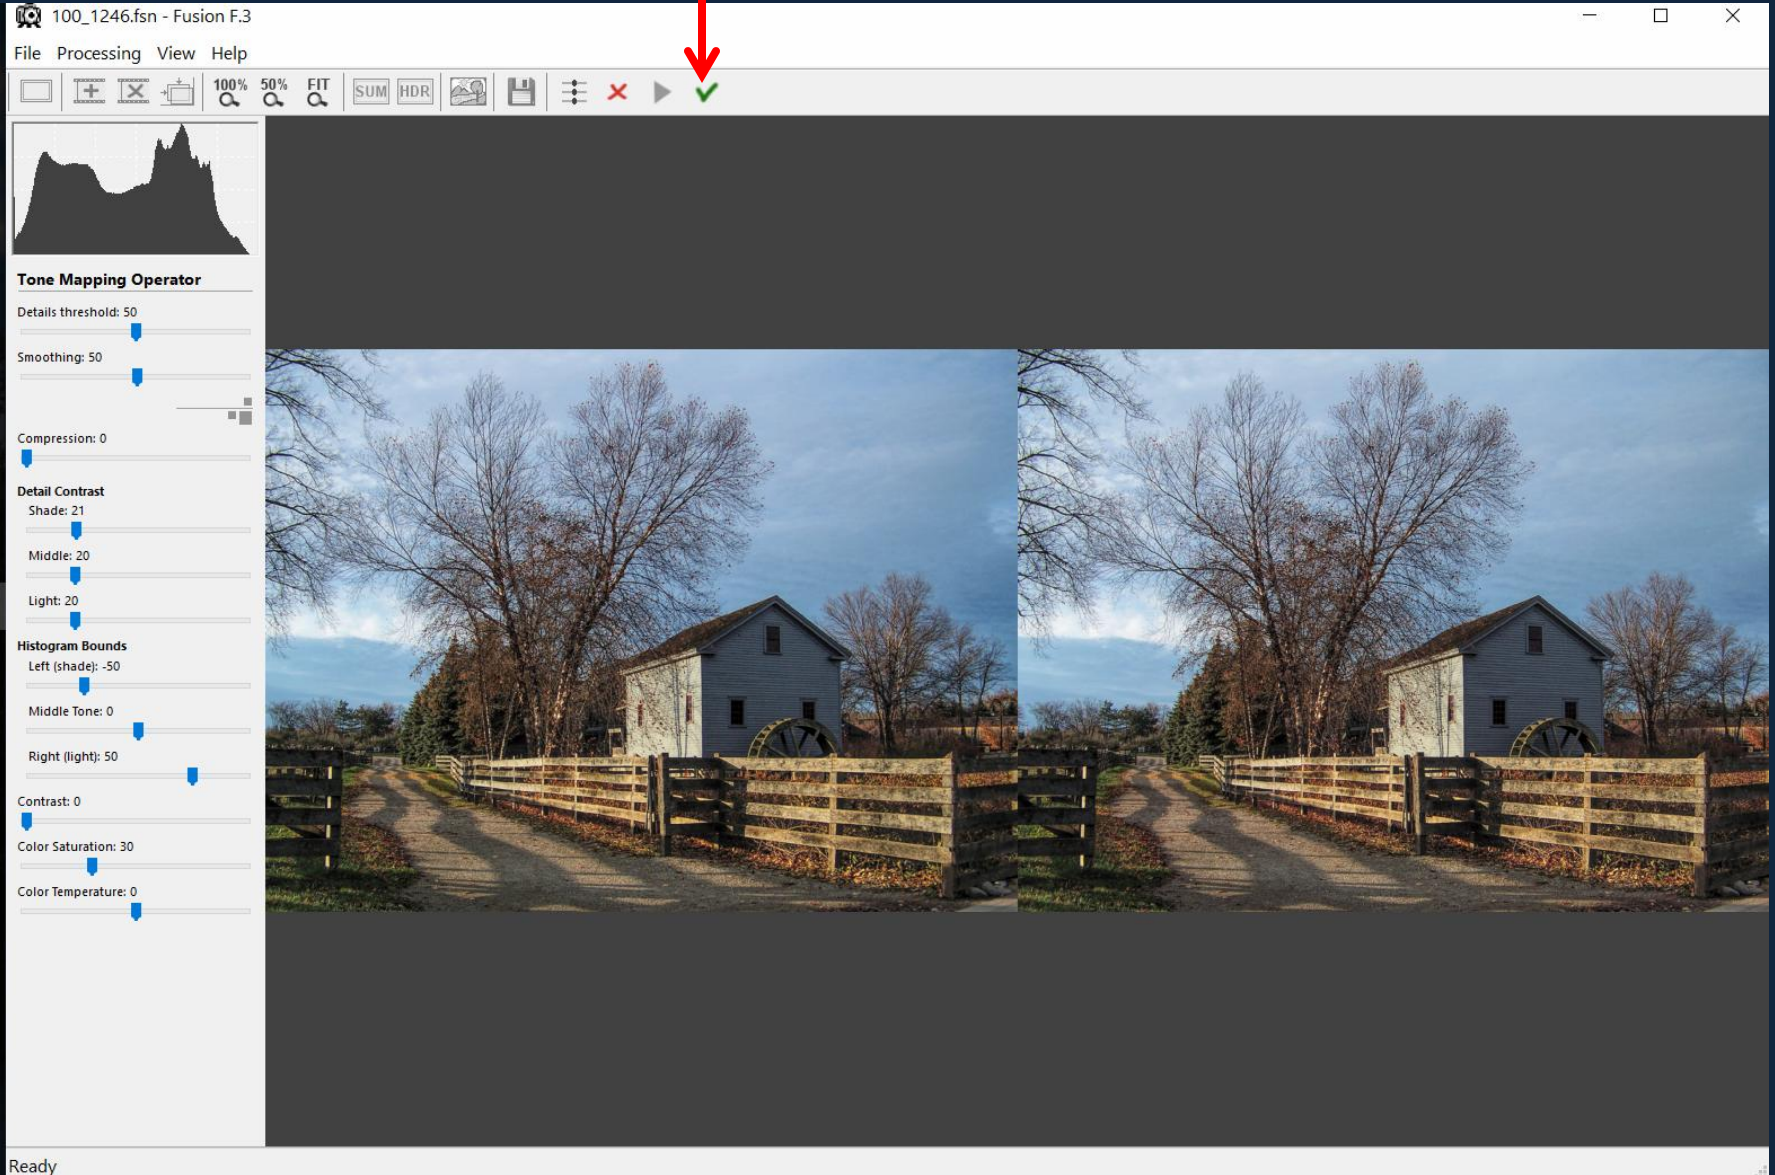 100_1246.fsn - Fusion F.3
File Processing View Help
100% 50% FIT SUM HDR
Tone Mapping Operator
Details threshold: 50
Smoothing: 50
Compression: 0
Detail Contrast
Shade: 21
Middle: 20
Light: 20
Histogram Bounds
Left (shade): -50
Middle Tone: 0
Right (light): 50
Contrast: 0
Color Saturation: 30
Color Temperature: 0
Ready